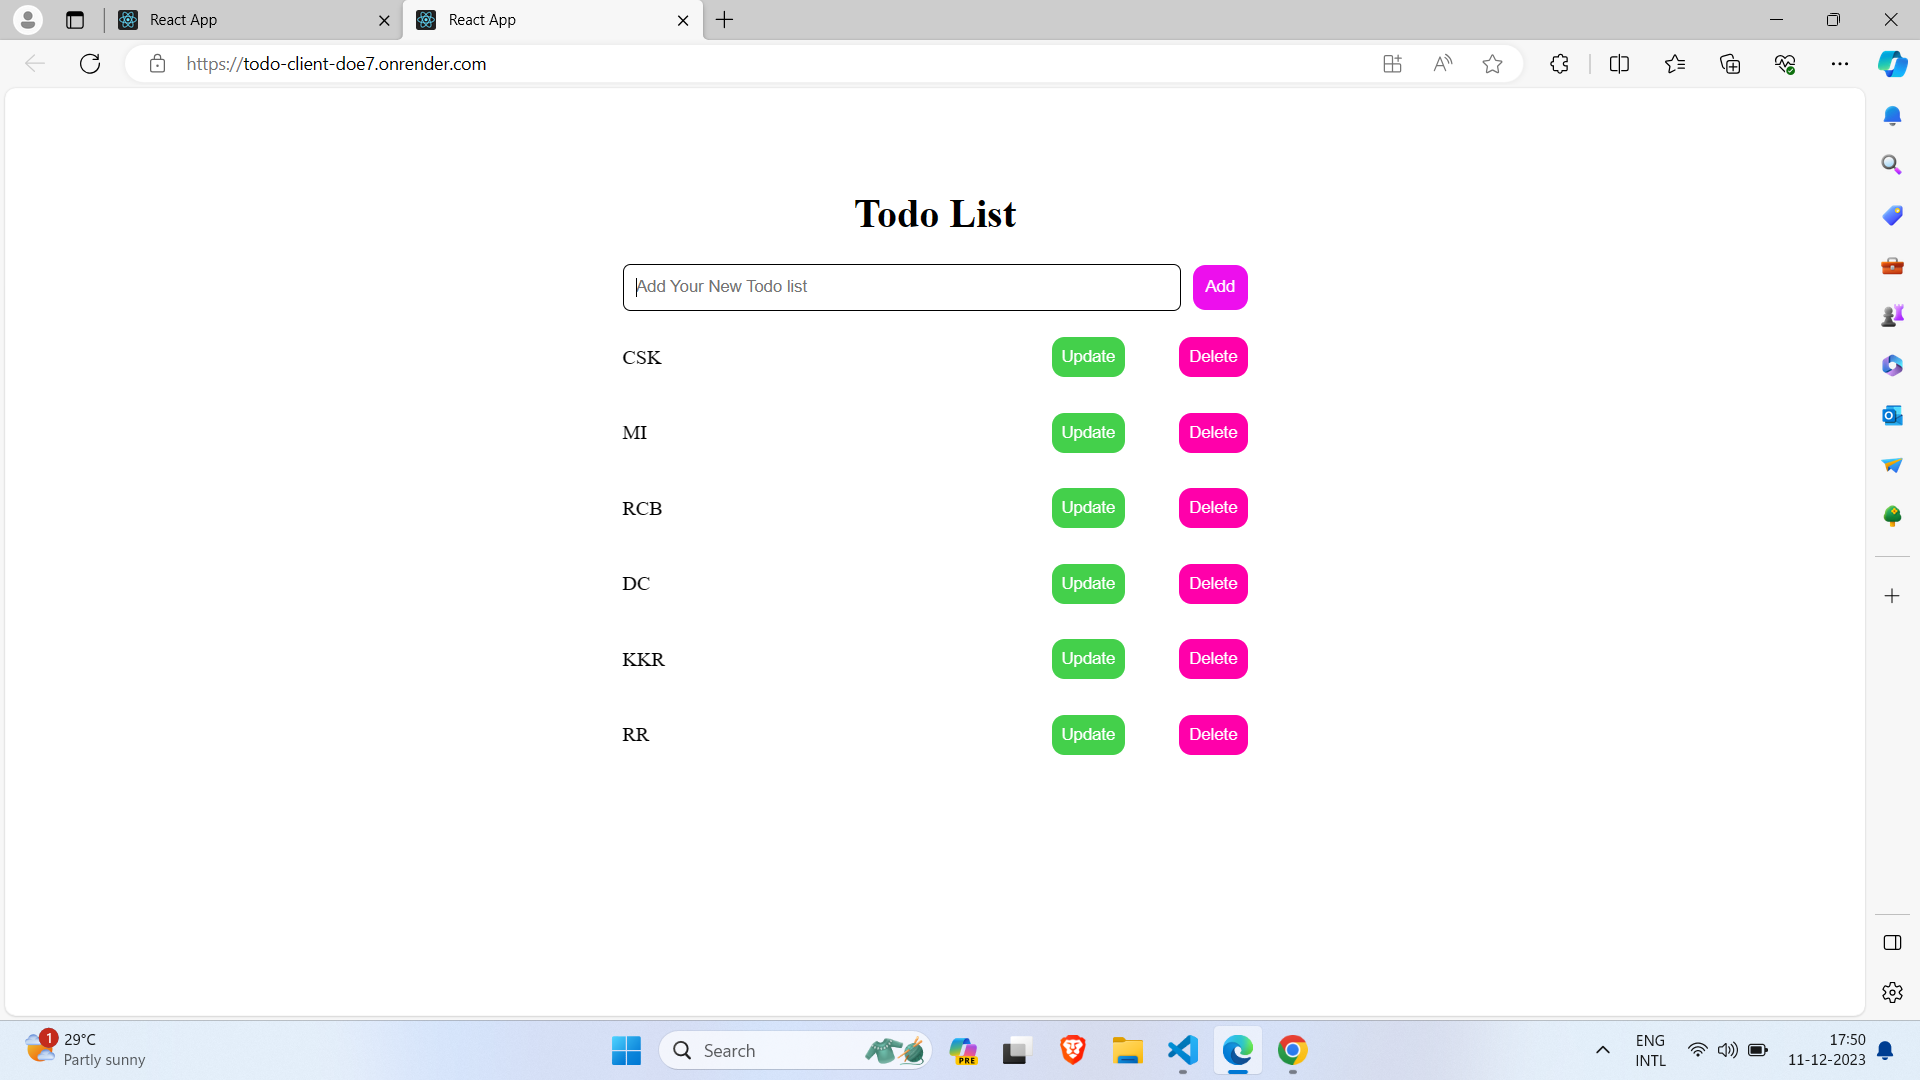 React App
React App
https://todo-client-doe7.onrender.com
Todo List
Add Your New Todo list
Add
CSK
Update
Delete
MI
Update
Delete
RCB
Update
Delete
DC
Update
Delete
KKR
Update
Delete
RR
Update
Delete
1
29°C
Partly sunny
Search
PRE
ENG
INTL
17:50
11-12-2023